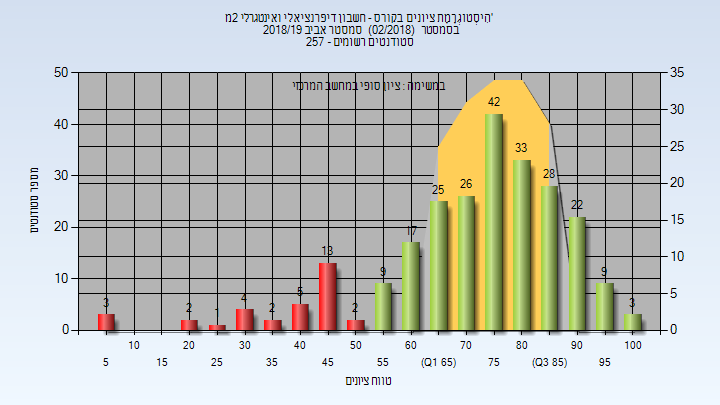 היסטוגרמת ציונים בקורס - חשבון דיפרנציאלי ואינטגרלי 2מ'
בסמסטר (02/2018) סמסטר אביב 2018/19
סטודנטים רשומים - 257
במשימה : ציון סופי במחשב המרכזי
מספר סטודנטים
50 40 30 20 10 0
35 30 25 20 15 10 5 0
3 2 1 4 2 5 13 2 9 17 25 26 42 33 28 22 9 3
10 20 30 40 50 60 70 80 90 100
5 15 25 35 45 55 (Q1 65) 75 (Q3 85) 95
טווח ציונים